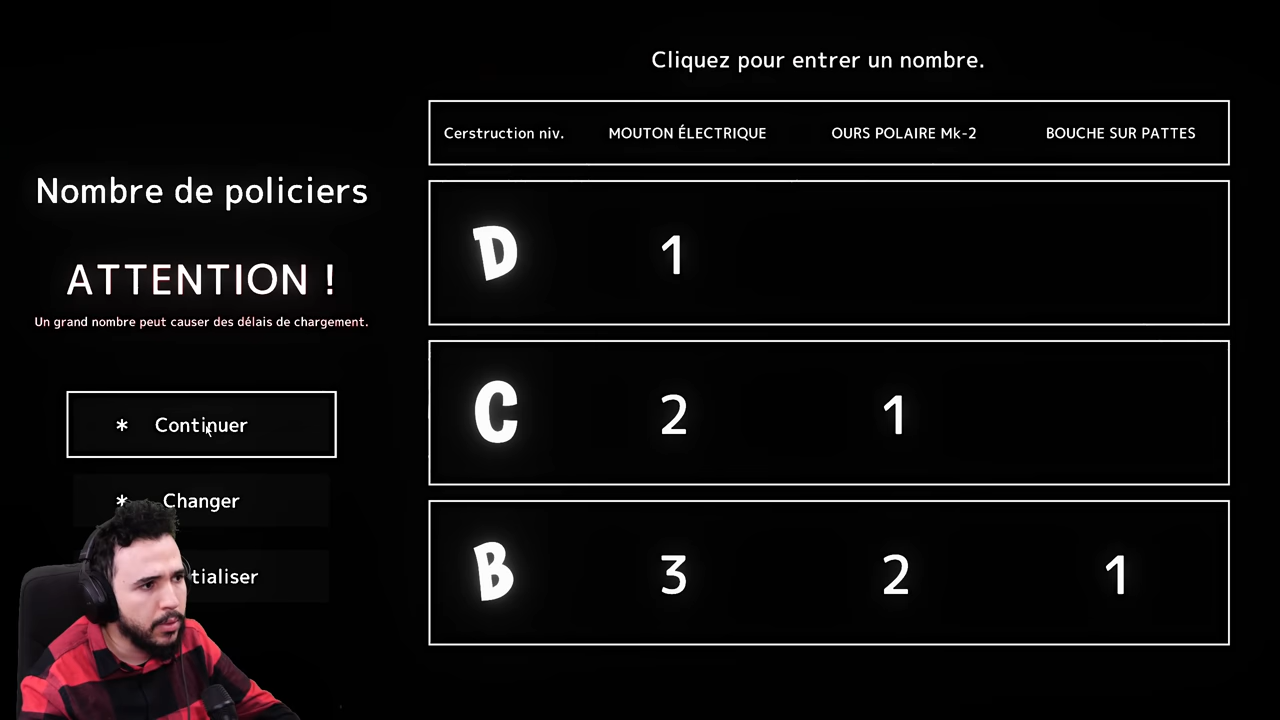 Cliquez pour entrer un nombre.
Cerstruction niv. MOUTON ÉLECTRIQUE OURS POLAIRE Mk-2 BOUCHE SUR PATTES
Nombre de policiers
ATTENTION !
Un grand nombre peut causer des délais de chargement.
* Continuer
* Changer
tialiser
D 1
C 2 1
B 3 2 1